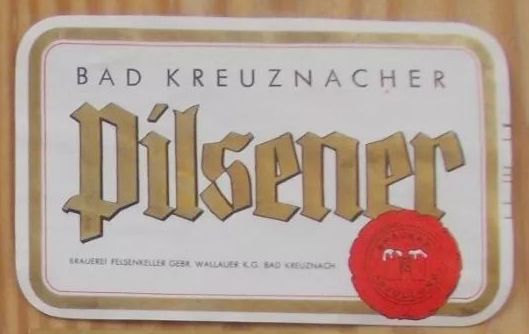 BAD KREUZNACHER
Pilsener
BRAUEREI FELSENKELLER GEBR. WALLAUER K.G. BAD KREUZNACH